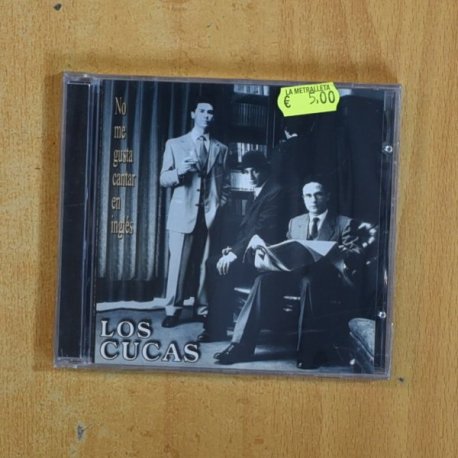 LA METRALLETA
€ 5,00
No
me
gusta
cantar
en
inglés
LOS
CUCAS